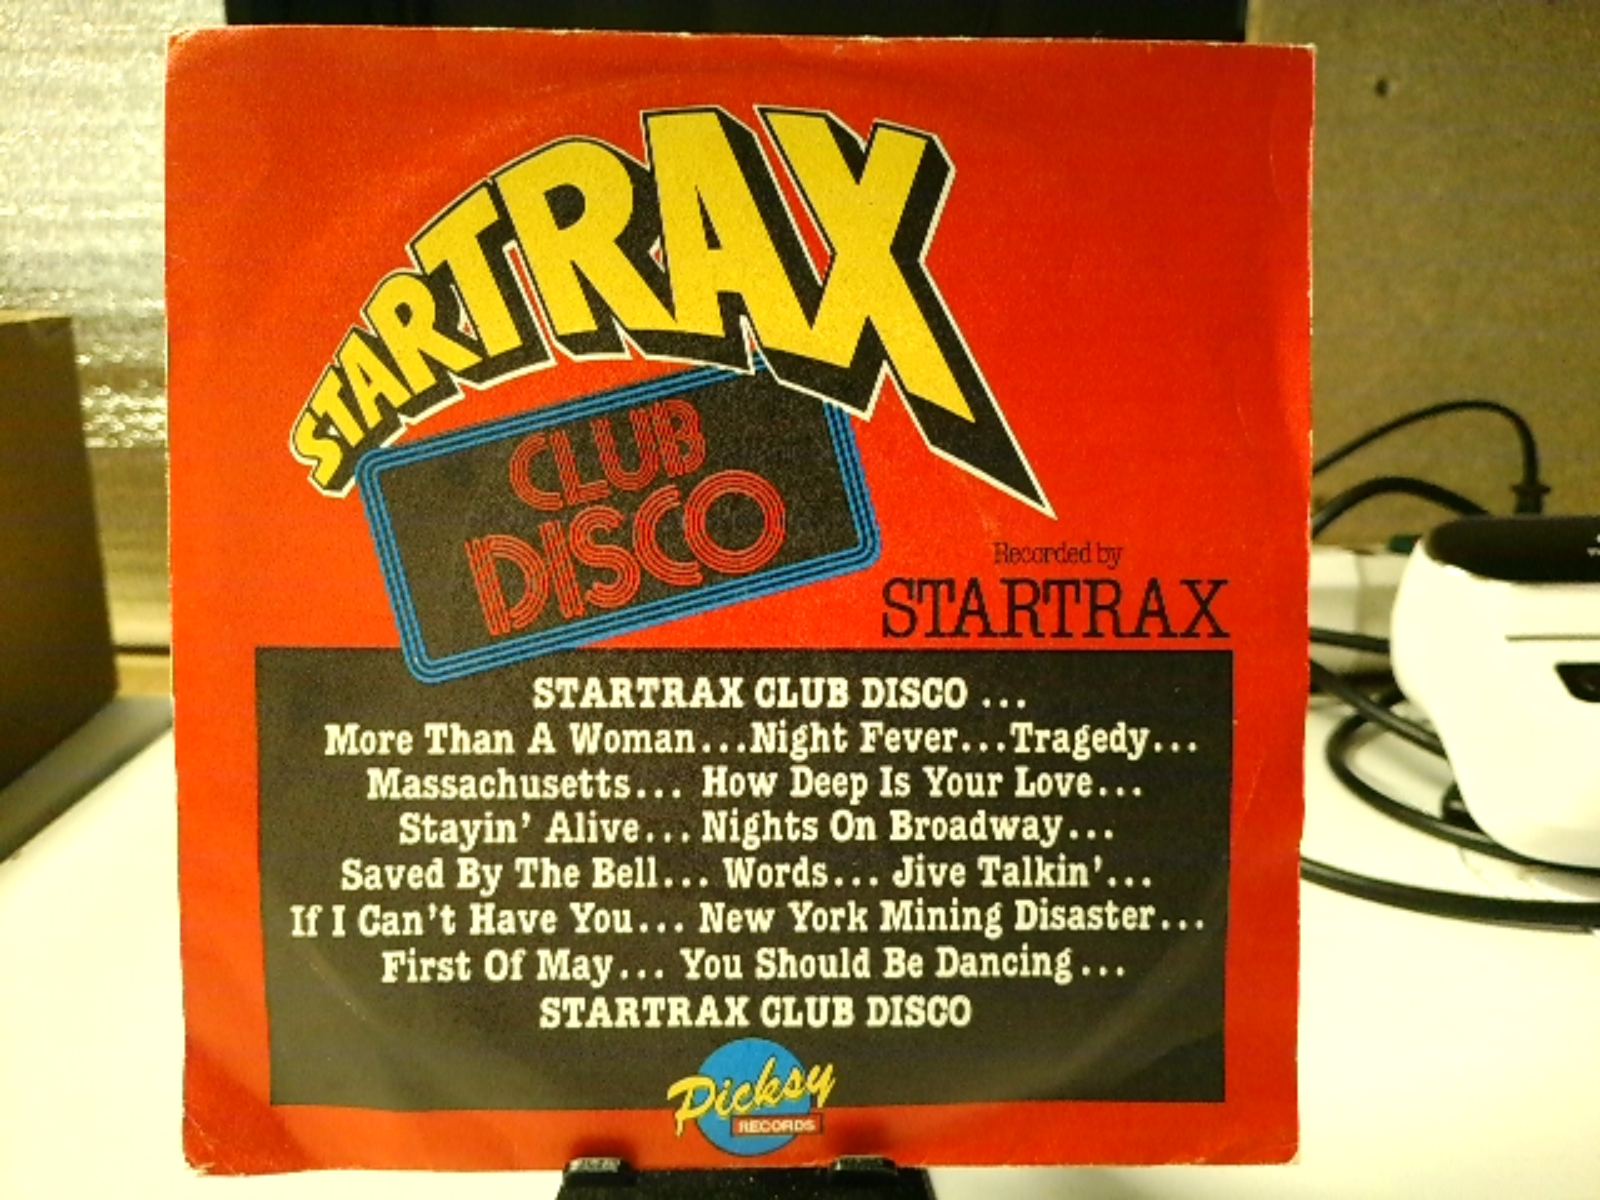 STARTRAX
CLUB
DISCO
Recorded by
STARTRAX
STARTRAX CLUB DISCO ...
More Than A Woman...Night Fever...Tragedy...
Massachusetts... How Deep Is Your Love...
Stayin' Alive... Nights On Broadway...
Saved By The Bell... Words... Jive Talkin'...
If I Can't Have You... New York Mining Disaster...
First Of May... You Should Be Dancing...
STARTRAX CLUB DISCO
Picksy
RECORDS